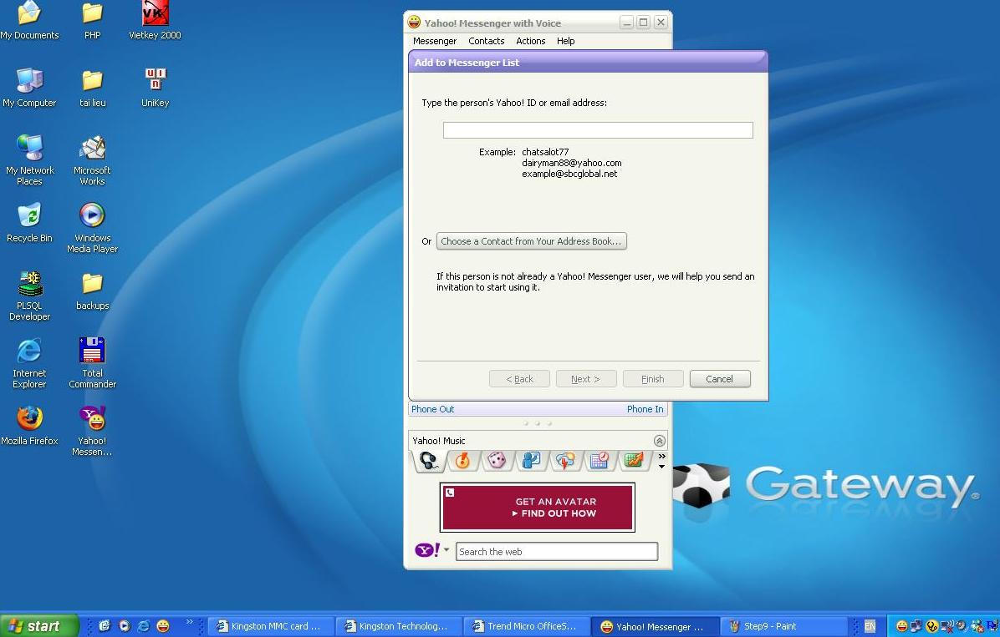 My Documents
PHP
VK
Vietkey 2000
My Computer
tai lieu
u i
n
UniKey
My Network
Places
Microsoft
Works
Recycle Bin
Windows
Media Player
PLSQL
Developer
backups
Internet
Explorer
Total
Commander
Mozilla Firefox
Yahoo!
Messen...
Yahoo! Messenger with Voice
Messenger Contacts Actions Help
Add to Messenger List
Type the person's Yahoo! ID or email address:
Example: chatsalot77
dairyman88@yahoo.com
example@sbcglobal.net
Or Choose a Contact from Your Address Book...
If this person is not already a Yahoo! Messenger user, we will help you send an
invitation to start using it.
< Back Next > Finish Cancel
Phone Out Phone In
Yahoo! Music
GET AN AVATAR
FIND OUT HOW
Y! Search the web
Gateway®
start Kingston MMC card ... Kingston Technolog... Trend Micro OfficeS... Yahoo! Messenger ... Step9 - Paint EN